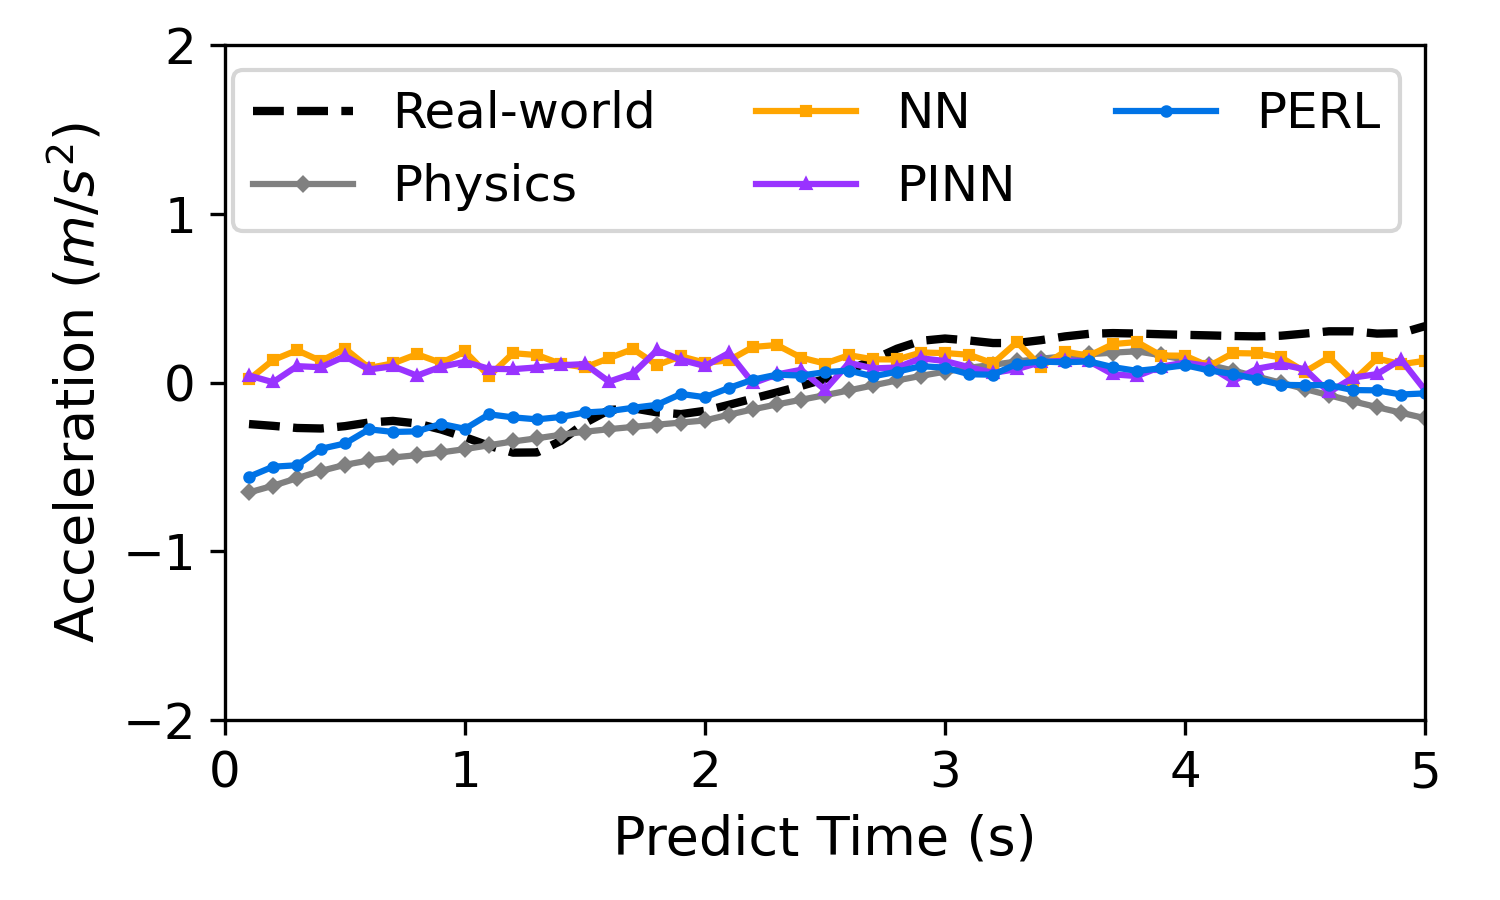 2
1
0
−1
−2
Acceleration (m/s²)
Real-world
Physics
NN
PINN
PERL
0 1 2 3 4 5
Predict Time (s)